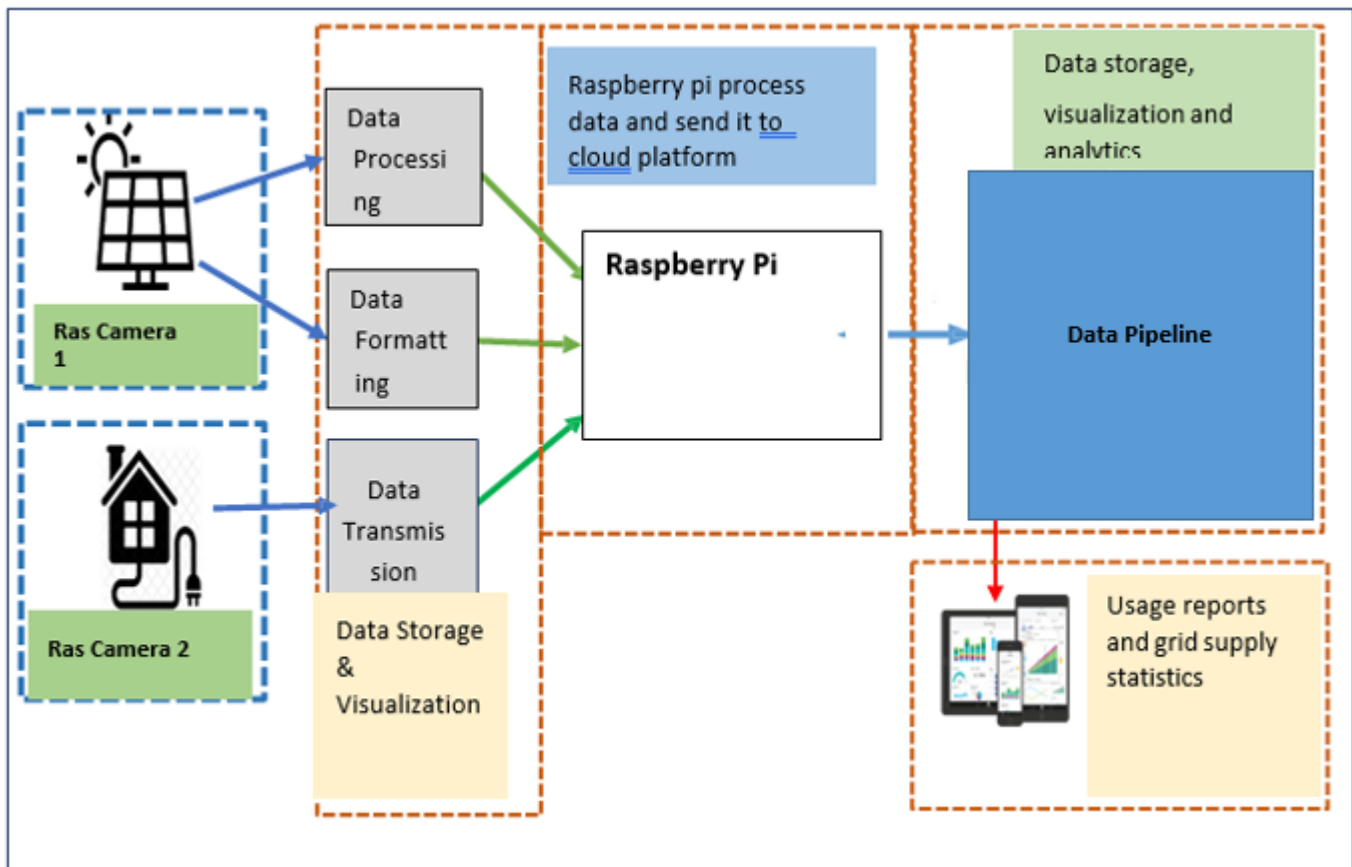 Ras Camera
1
Ras Camera 2
Data
Processi
ng
Data
Formatt
ing
Data
Transmis
sion
Data Storage
&
Visualization
Raspberry pi process
data and send it to
cloud platform
Raspberry Pi
Data storage,
visualization and
analytics
Data Pipeline
Usage reports
and grid supply
statistics